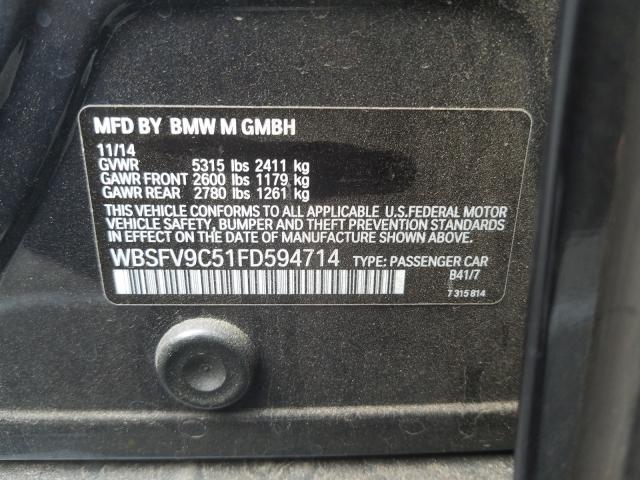 MFD BY BMW M GMBH
11/14
GVWR 5315 lbs 2411 kg
GAWR FRONT 2600 lbs 1179 kg
GAWR REAR 2780 lbs 1261 kg
THIS VEHICLE CONFORMS TO ALL APPLICABLE U.S.FEDERAL MOTOR
VEHICLE SAFETY, BUMPER AND THEFT PREVENTION STANDARDS
IN EFFECT ON THE DATE OF MANUFACTURE SHOWN ABOVE.
WBSFV9C51FD594714 TYPE: PASSENGER CAR
B41/7
7 315 814